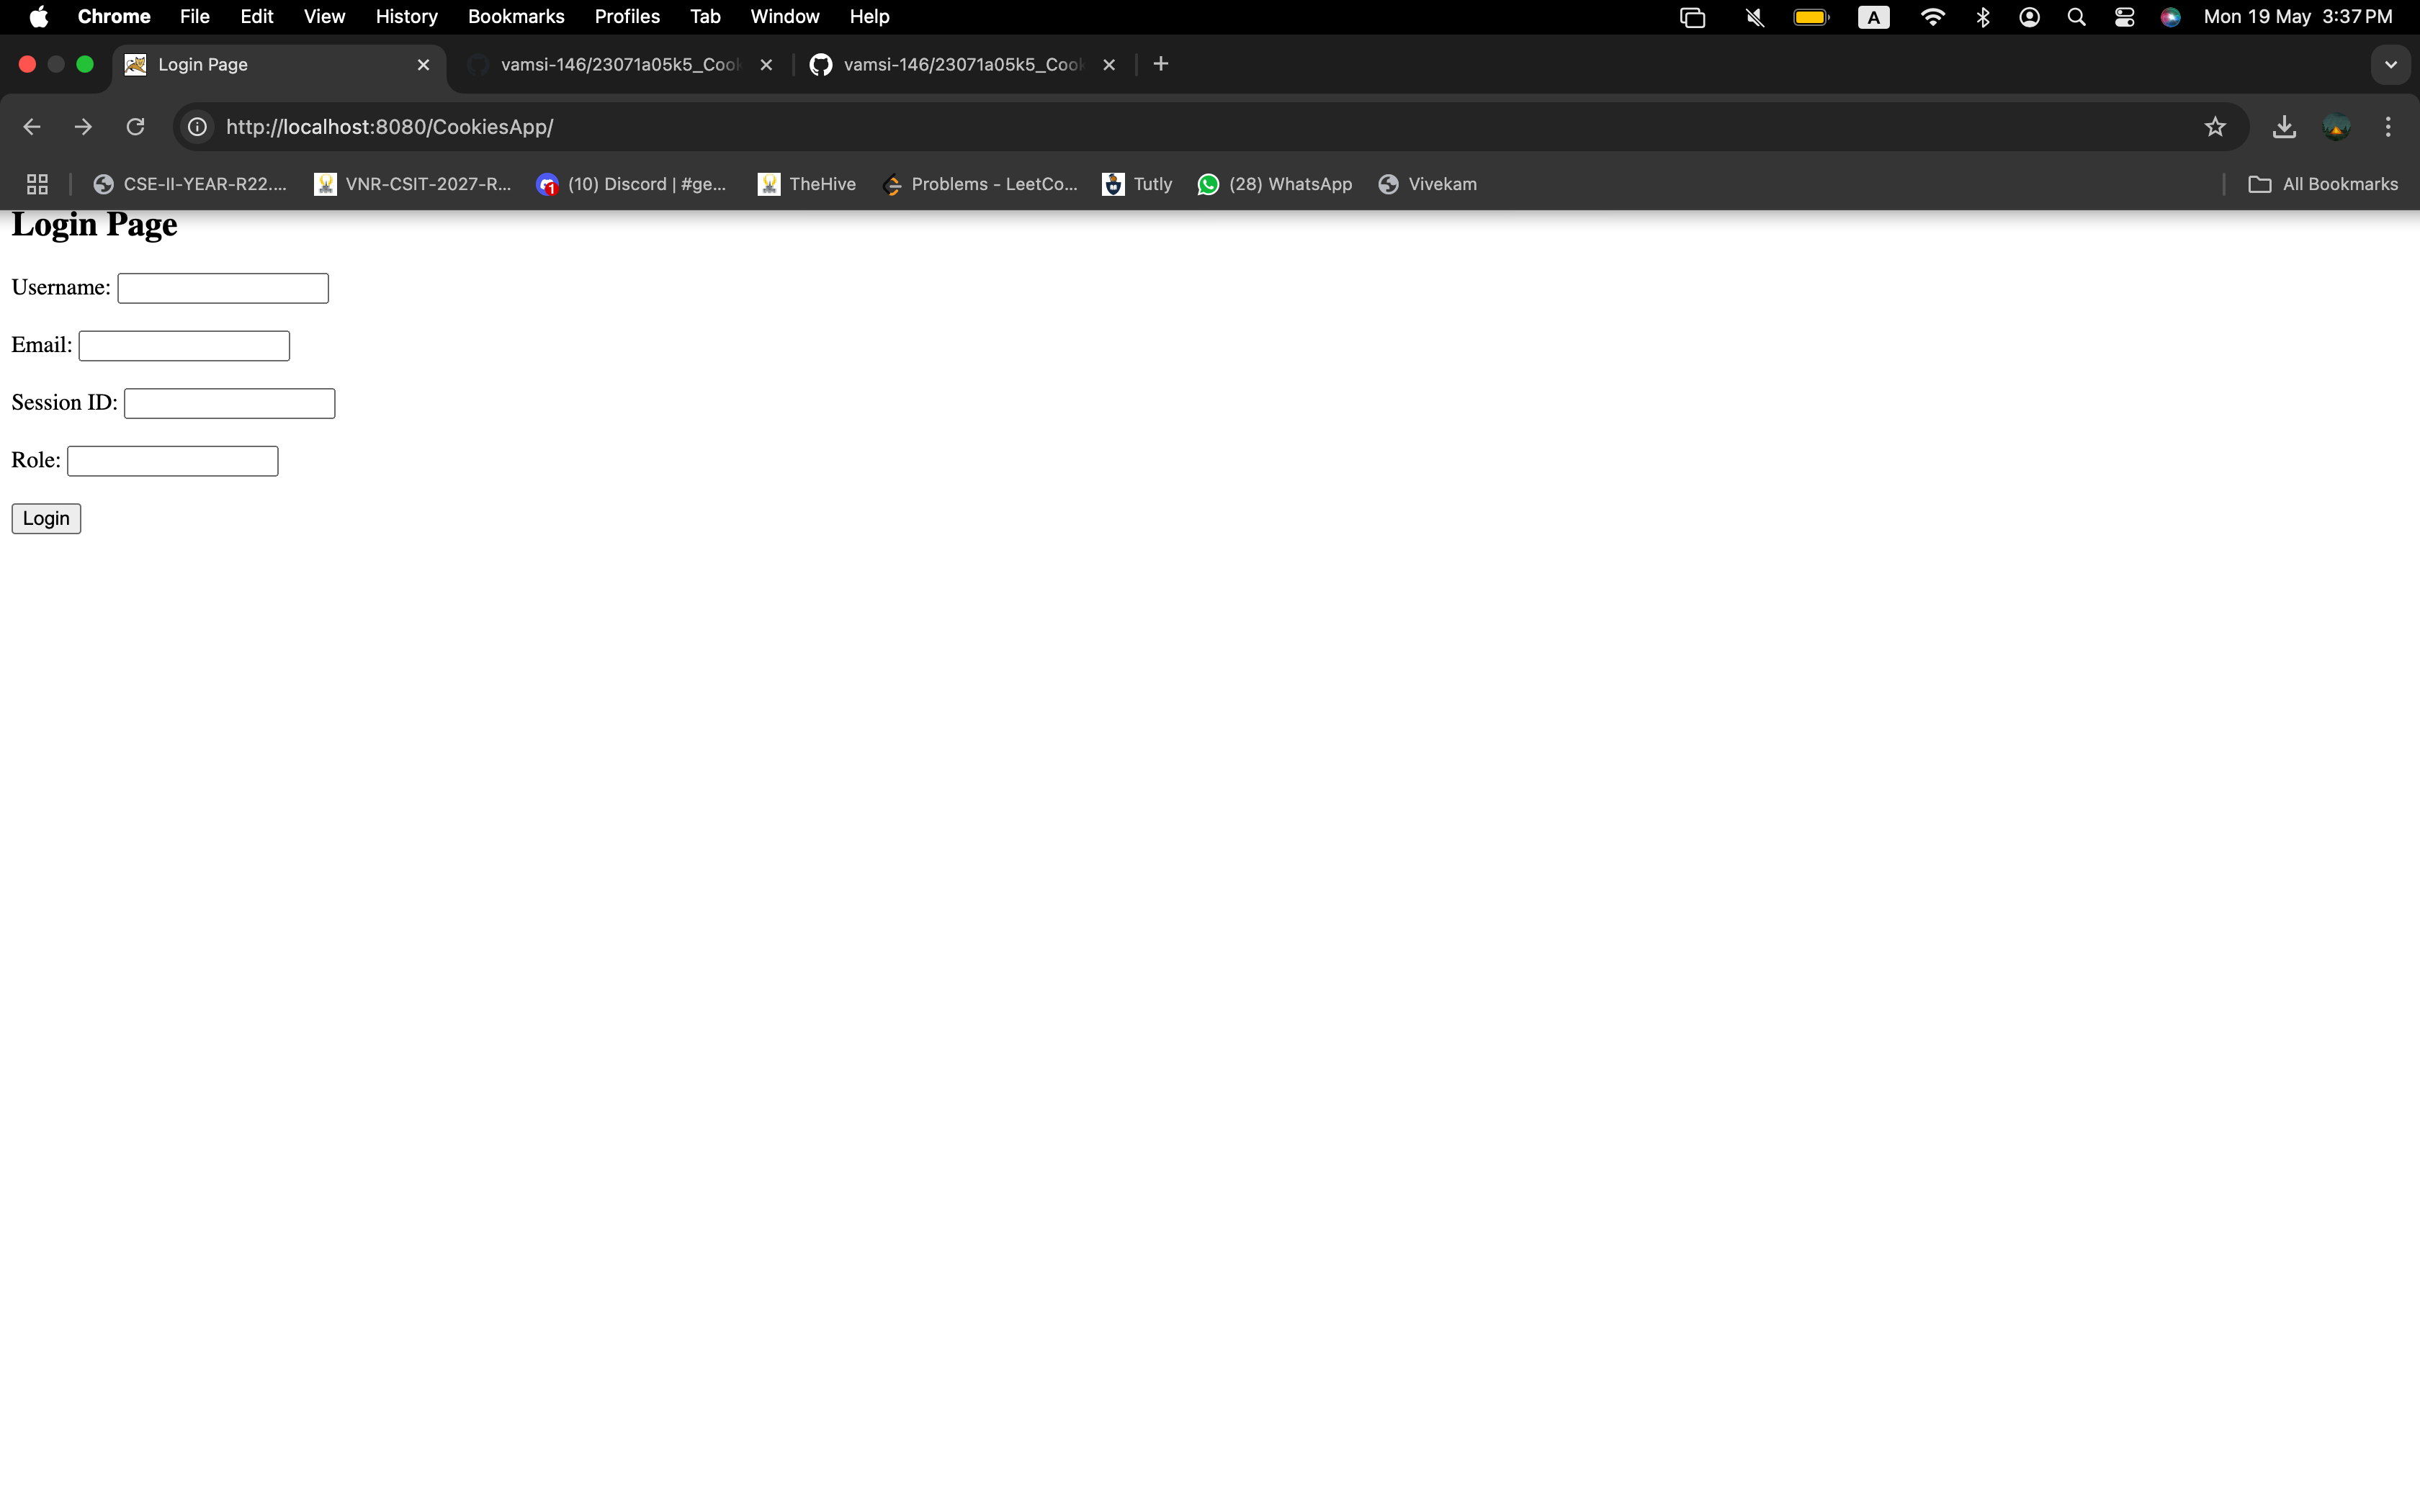 Chrome File Edit View History Bookmarks Profiles Tab Window Help A Mon 19 May 3:37 PM
Login Page vamsi-146/23071a05k5_Cook vamsi-146/23071a05k5_Cook
http://localhost:8080/CookiesApp/
CSE-II-YEAR-R22.... VNR-CSIT-2027-R... 1 (10) Discord | #ge... TheHive Problems - LeetCo... Tutly (28) WhatsApp Vivekam All Bookmarks
Login Page
Username:
Email:
Session ID:
Role:
Login